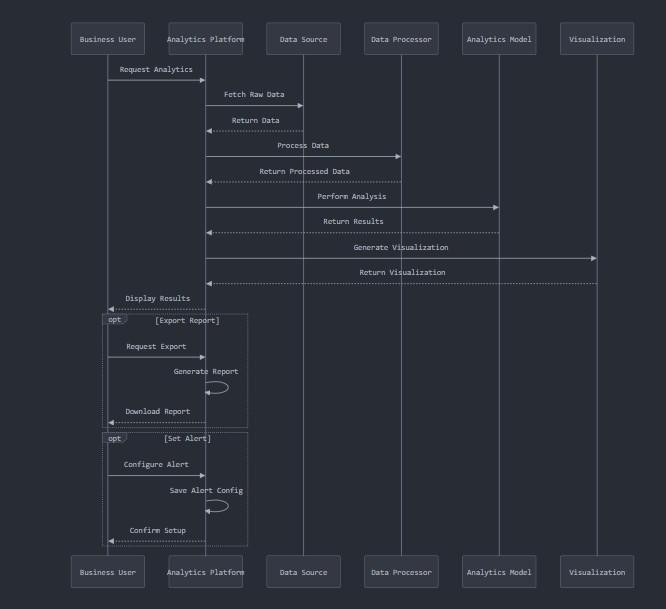 Business User
Analytics Platform
Data Source
Data Processor
Analytics Model
Visualization
Request Analytics
Fetch Raw Data
Return Data
Process Data
Return Processed Data
Perform Analysis
Return Results
Generate Visualization
Return Visualization
Display Results
opt
[Export Report]
Request Export
Generate Report
Download Report
opt
[Set Alert]
Configure Alert
Save Alert Config
Confirm Setup
Business User
Analytics Platform
Data Source
Data Processor
Analytics Model
Visualization